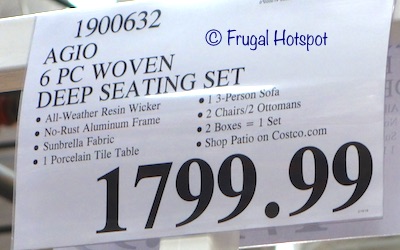 1900632
© Frugal Hotspot
AGIO
6 PC WOVEN
DEEP SEATING SET
• All-Weather Resin Wicker
• No-Rust Aluminum Frame
• Sunbrella Fabric
• 1 Porcelain Tile Table
• 1 3-Person Sofa
• 2 Chairs/2 Ottomans
• 2 Boxes = 1 Set
• Shop Patio on Costco.com
1799.99